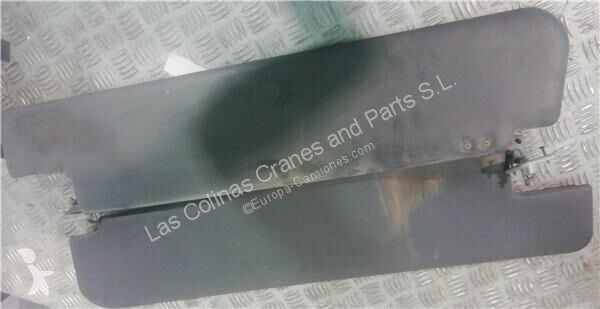 Las Colinas Cranes and Parts S.L.
©Europa-Camiones.com